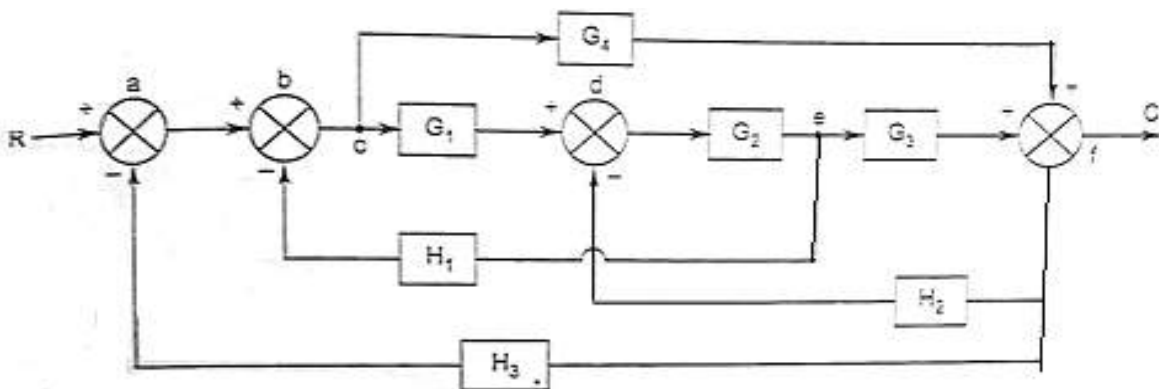 G₄
a
b
d
+
+
+
e
R
G₁
G₂
G₃
C
c
f
−
−
−
H₁
H₂
H₃